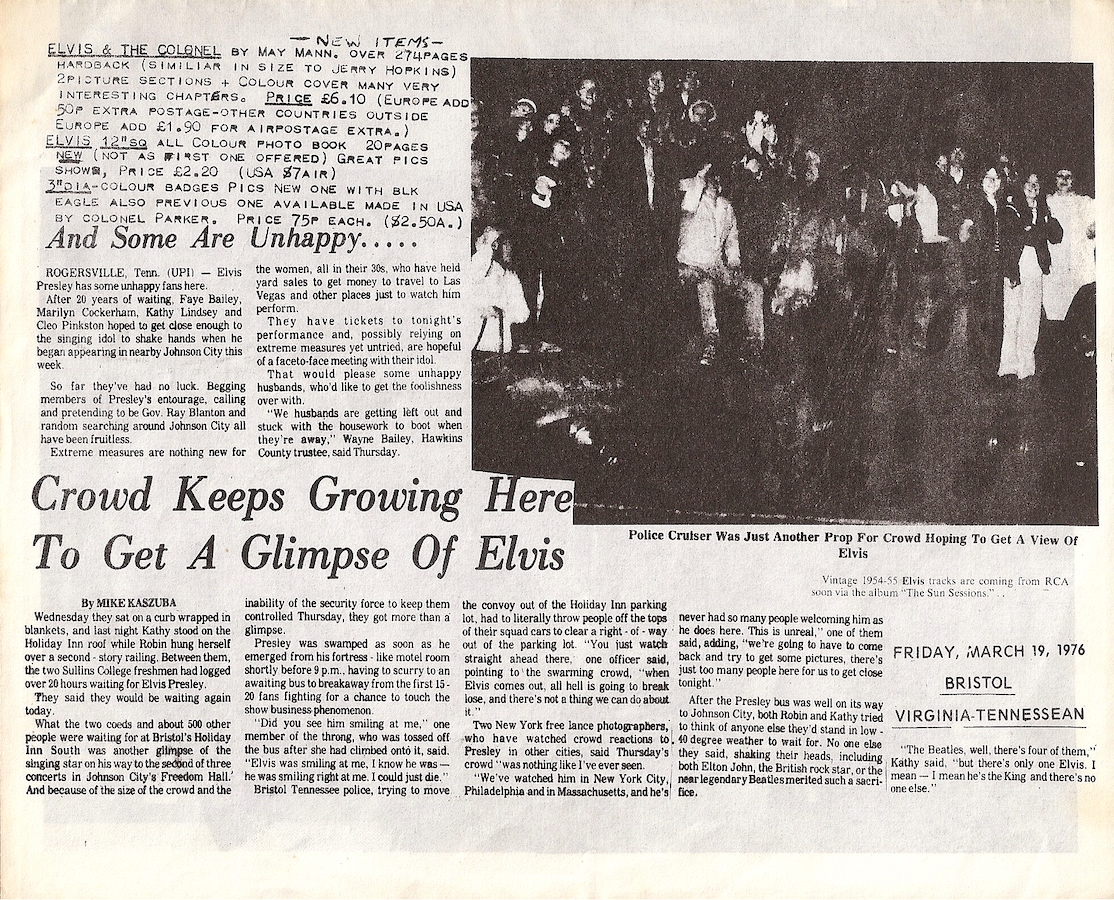 —NEW ITEMS—
ELVIS & THE COLONEL BY MAY MANN. OVER 274PAGES
HARDBACK (SIMILIAR IN SIZE TO JERRY HOPKINS)
2PICTURE SECTIONS + COLOUR COVER MANY VERY
INTERESTING CHAPTERS. PRICE £6.10 (EUROPE ADD
50P EXTRA POSTAGE-OTHER COUNTRIES OUTSIDE
EUROPE ADD £1.90 FOR AIRPOSTAGE EXTRA.)
ELVIS 12"SQ ALL COLOUR PHOTO BOOK 20PAGES
NEW (NOT AS FIRST ONE OFFERED) GREAT PICS
SHOWN, PRICE £2.20 (USA $7AIR)
3"DIA-COLOUR BADGES PICS NEW ONE WITH BLK
EAGLE ALSO PREVIOUS ONE AVAILABLE MADE IN USA
BY COLONEL PARKER. PRICE 75P EACH. ($2.50A.)
And Some Are Unhappy.....
ROGERSVILLE, Tenn. (UPI) — Elvis
Presley has some unhappy fans here.
After 20 years of waiting, Faye Bailey,
Marilyn Cockerham, Kathy Lindsey and
Cleo Pinkston hoped to get close enough to
the singing idol to shake hands when he
began appearing in nearby Johnson City this
week.
So far they've had no luck. Begging
members of Presley's entourage, calling
and pretending to be Gov. Ray Blanton and
random searching around Johnson City all
have been fruitless.
Extreme measures are nothing new for
the women, all in their 30s, who have held
yard sales to get money to travel to Las
Vegas and other places just to watch him
perform.
They have tickets to tonight's
performance and, possibly relying on
extreme measures yet untried, are hopeful
of a faceto-face meeting with their idol.
That would please some unhappy
husbands, who'd like to get the foolishness
over with.
"We husbands are getting left out and
stuck with the housework to boot when
they're away," Wayne Bailey, Hawkins
County trustee, said Thursday.
Police Cruiser Was Just Another Prop For Crowd Hoping To Get A View Of
Elvis
Vintage 1954-55 Elvis tracks are coming from RCA
soon via the album "The Sun Sessions." . .
Crowd Keeps Growing Here
To Get A Glimpse Of Elvis
By MIKE KASZUBA
Wednesday they sat on a curb wrapped in
blankets, and last night Kathy stood on the
Holiday Inn roof while Robin hung herself
over a second - story railing. Between them,
the two Sullins College freshmen had logged
over 20 hours waiting for Elvis Presley.
They said they would be waiting again
today.
What the two coeds and about 500 other
people were waiting for at Bristol's Holiday
Inn South was another glimpse of the
singing star on his way to the second of three
concerts in Johnson City's Freedom Hall.
And because of the size of the crowd and the
inability of the security force to keep them
controlled Thursday, they got more than a
glimpse.
Presley was swamped as soon as he
emerged from his fortress - like motel room
shortly before 9 p.m., having to scurry to an
awaiting bus to breakaway from the first 15 -
20 fans fighting for a chance to touch the
show business phenomenon.
"Did you see him smiling at me," one
member of the throng, who was tossed off
the bus after she had climbed onto it, said.
"Elvis was smiling at me, I know he was —
he was smiling right at me. I could just die."
Bristol Tennessee police, trying to move
the convoy out of the Holiday Inn parking
lot, had to literally throw people off the tops
of their squad cars to clear a right - of - way
out of the parking lot. "You just watch
straight ahead there, one officer said,
pointing to the swarming crowd, "when
Elvis comes out, all hell is going to break
lose, and there's not a thing we can do about
it."
Two New York free lance photographers,
who have watched crowd reactions to
Presley in other cities, said Thursday's
crowd "was nothing like I've ever seen.
"We've watched him in New York City,
Philadelphia and in Massachusetts, and he's
never had so many people welcoming him as
he does here. This is unreal," one of them
said, adding, "we're going to have to come
back and try to get some pictures, there's
just too many people here for us to get close
tonight."
After the Presley bus was well on its way
to Johnson City, both Robin and Kathy tried
to think of anyone else they'd stand in low -
40 degree weather to wait for. No one else
they said, shaking their heads, including
both Elton John, the British rock star, or the
near legendary Beatles merited such a sacri-
fice.
FRIDAY, MARCH 19, 1976
BRISTOL
VIRGINIA-TENNESSEAN
"The Beatles, well, there's four of them,"
Kathy said, "but there's only one Elvis. I
mean — I mean he's the King and there's no
one else."